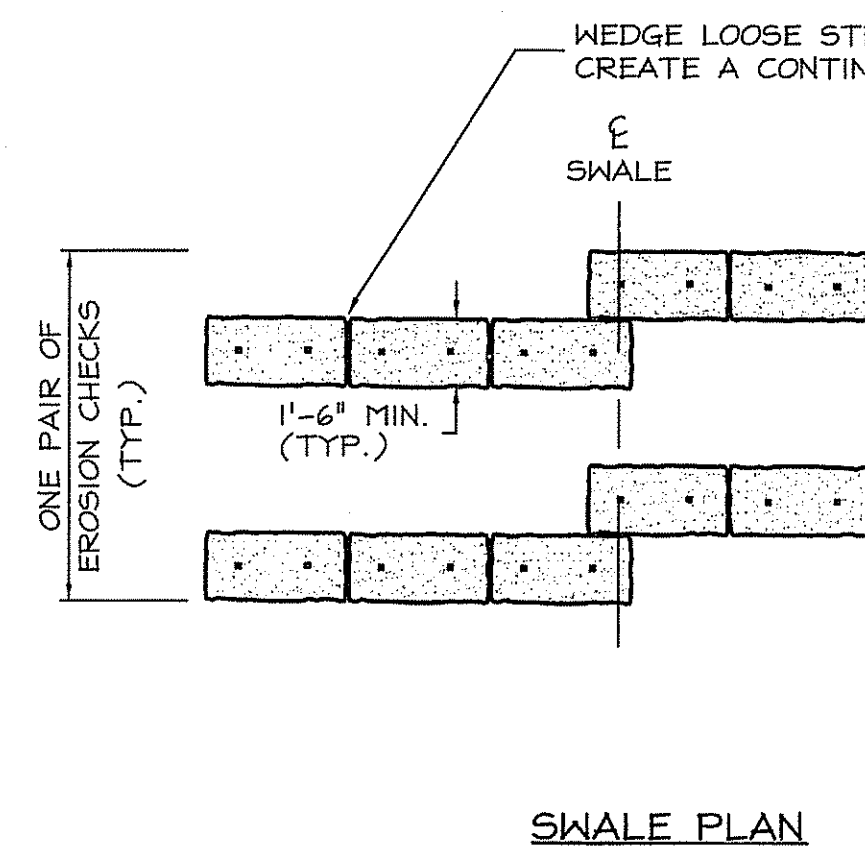 WEDGE LOOSE
CREATE A
℄
SWALE
ONE PAIR OF
EROSION CHECKS
(TYP.)
1'-6" MIN.
(TYP.)
SWALE PLAN